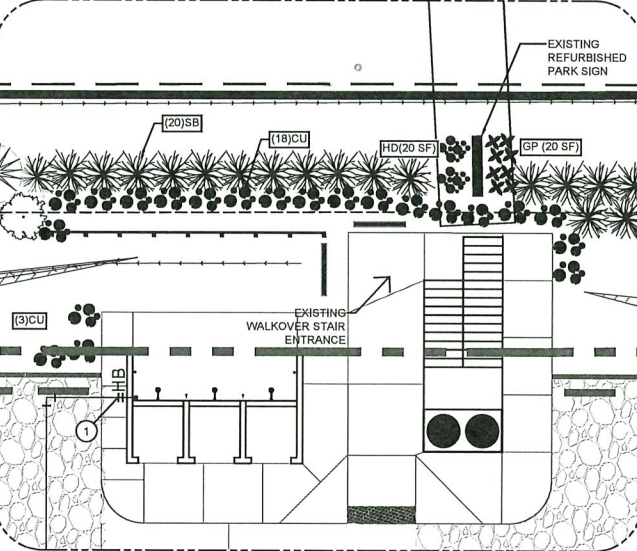 EXISTING
REFURBISHED
PARK SIGN
(20)SB
(18)CU
HD(20 SF)
GP (20 SF)
EXISTING
WALKOVER STAIR
ENTRANCE
(3)CU
HB
1